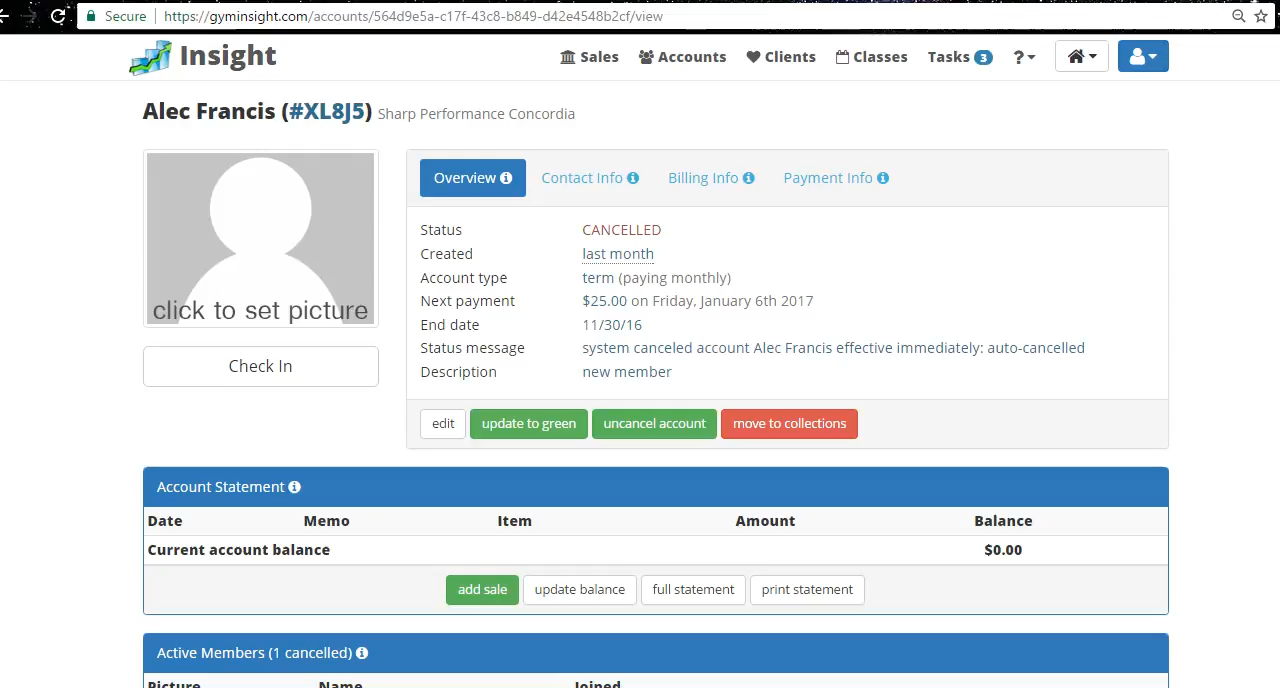 Secure https://gyminsight.com/accounts/564d9e5a-c17f-43c8-b849-d42e4548b2cf/view
Insight Sales Accounts Clients Classes Tasks 3 ?
Alec Francis (#XL8J5) Sharp Performance Concordia
click to set picture
Check In
Overview Contact Info Billing Info Payment Info
Status CANCELLED
Created last month
Account type term (paying monthly)
Next payment $25.00 on Friday, January 6th 2017
End date 11/30/16
Status message system canceled account Alec Francis effective immediately: auto-cancelled
Description new member
edit update to green uncancel account move to collections
Account Statement
Date Memo Item Amount Balance
Current account balance $0.00
add sale update balance full statement print statement
Active Members (1 cancelled)
Picture Name Joined